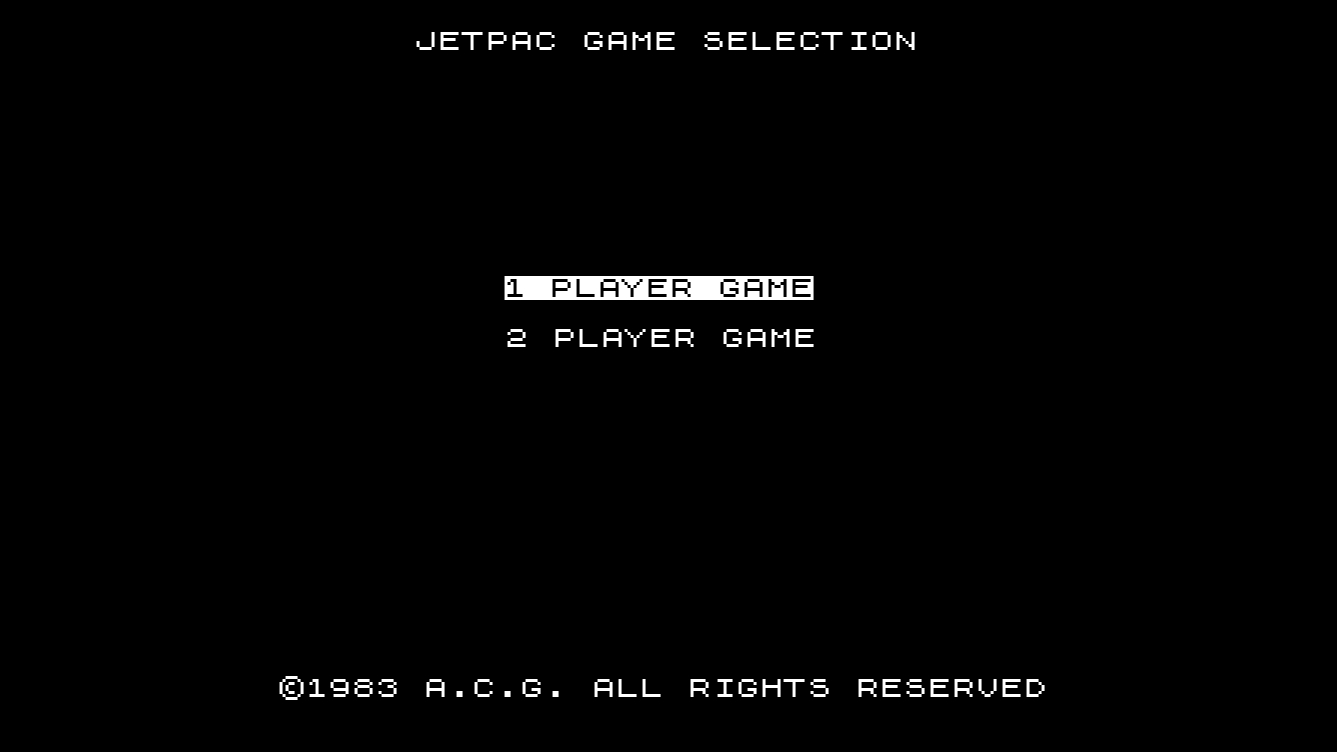 JETPAC GAME SELECTION
1 PLAYER GAME
2 PLAYER GAME
©1983 A.C.G. ALL RIGHTS RESERVED